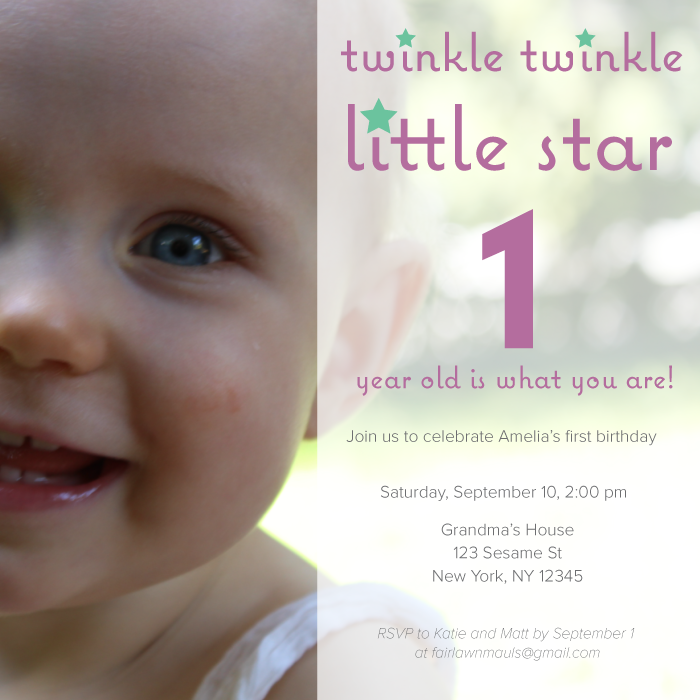 twinkle twinkle
little star
1
year old is what you are!
Join us to celebrate Amelia's first birthday
Saturday, September 10, 2:00 pm
Grandma's House
123 Sesame St
New York, NY 12345
RSVP to Katie and Matt by September 1
at fairlawnmauls@gmail.com